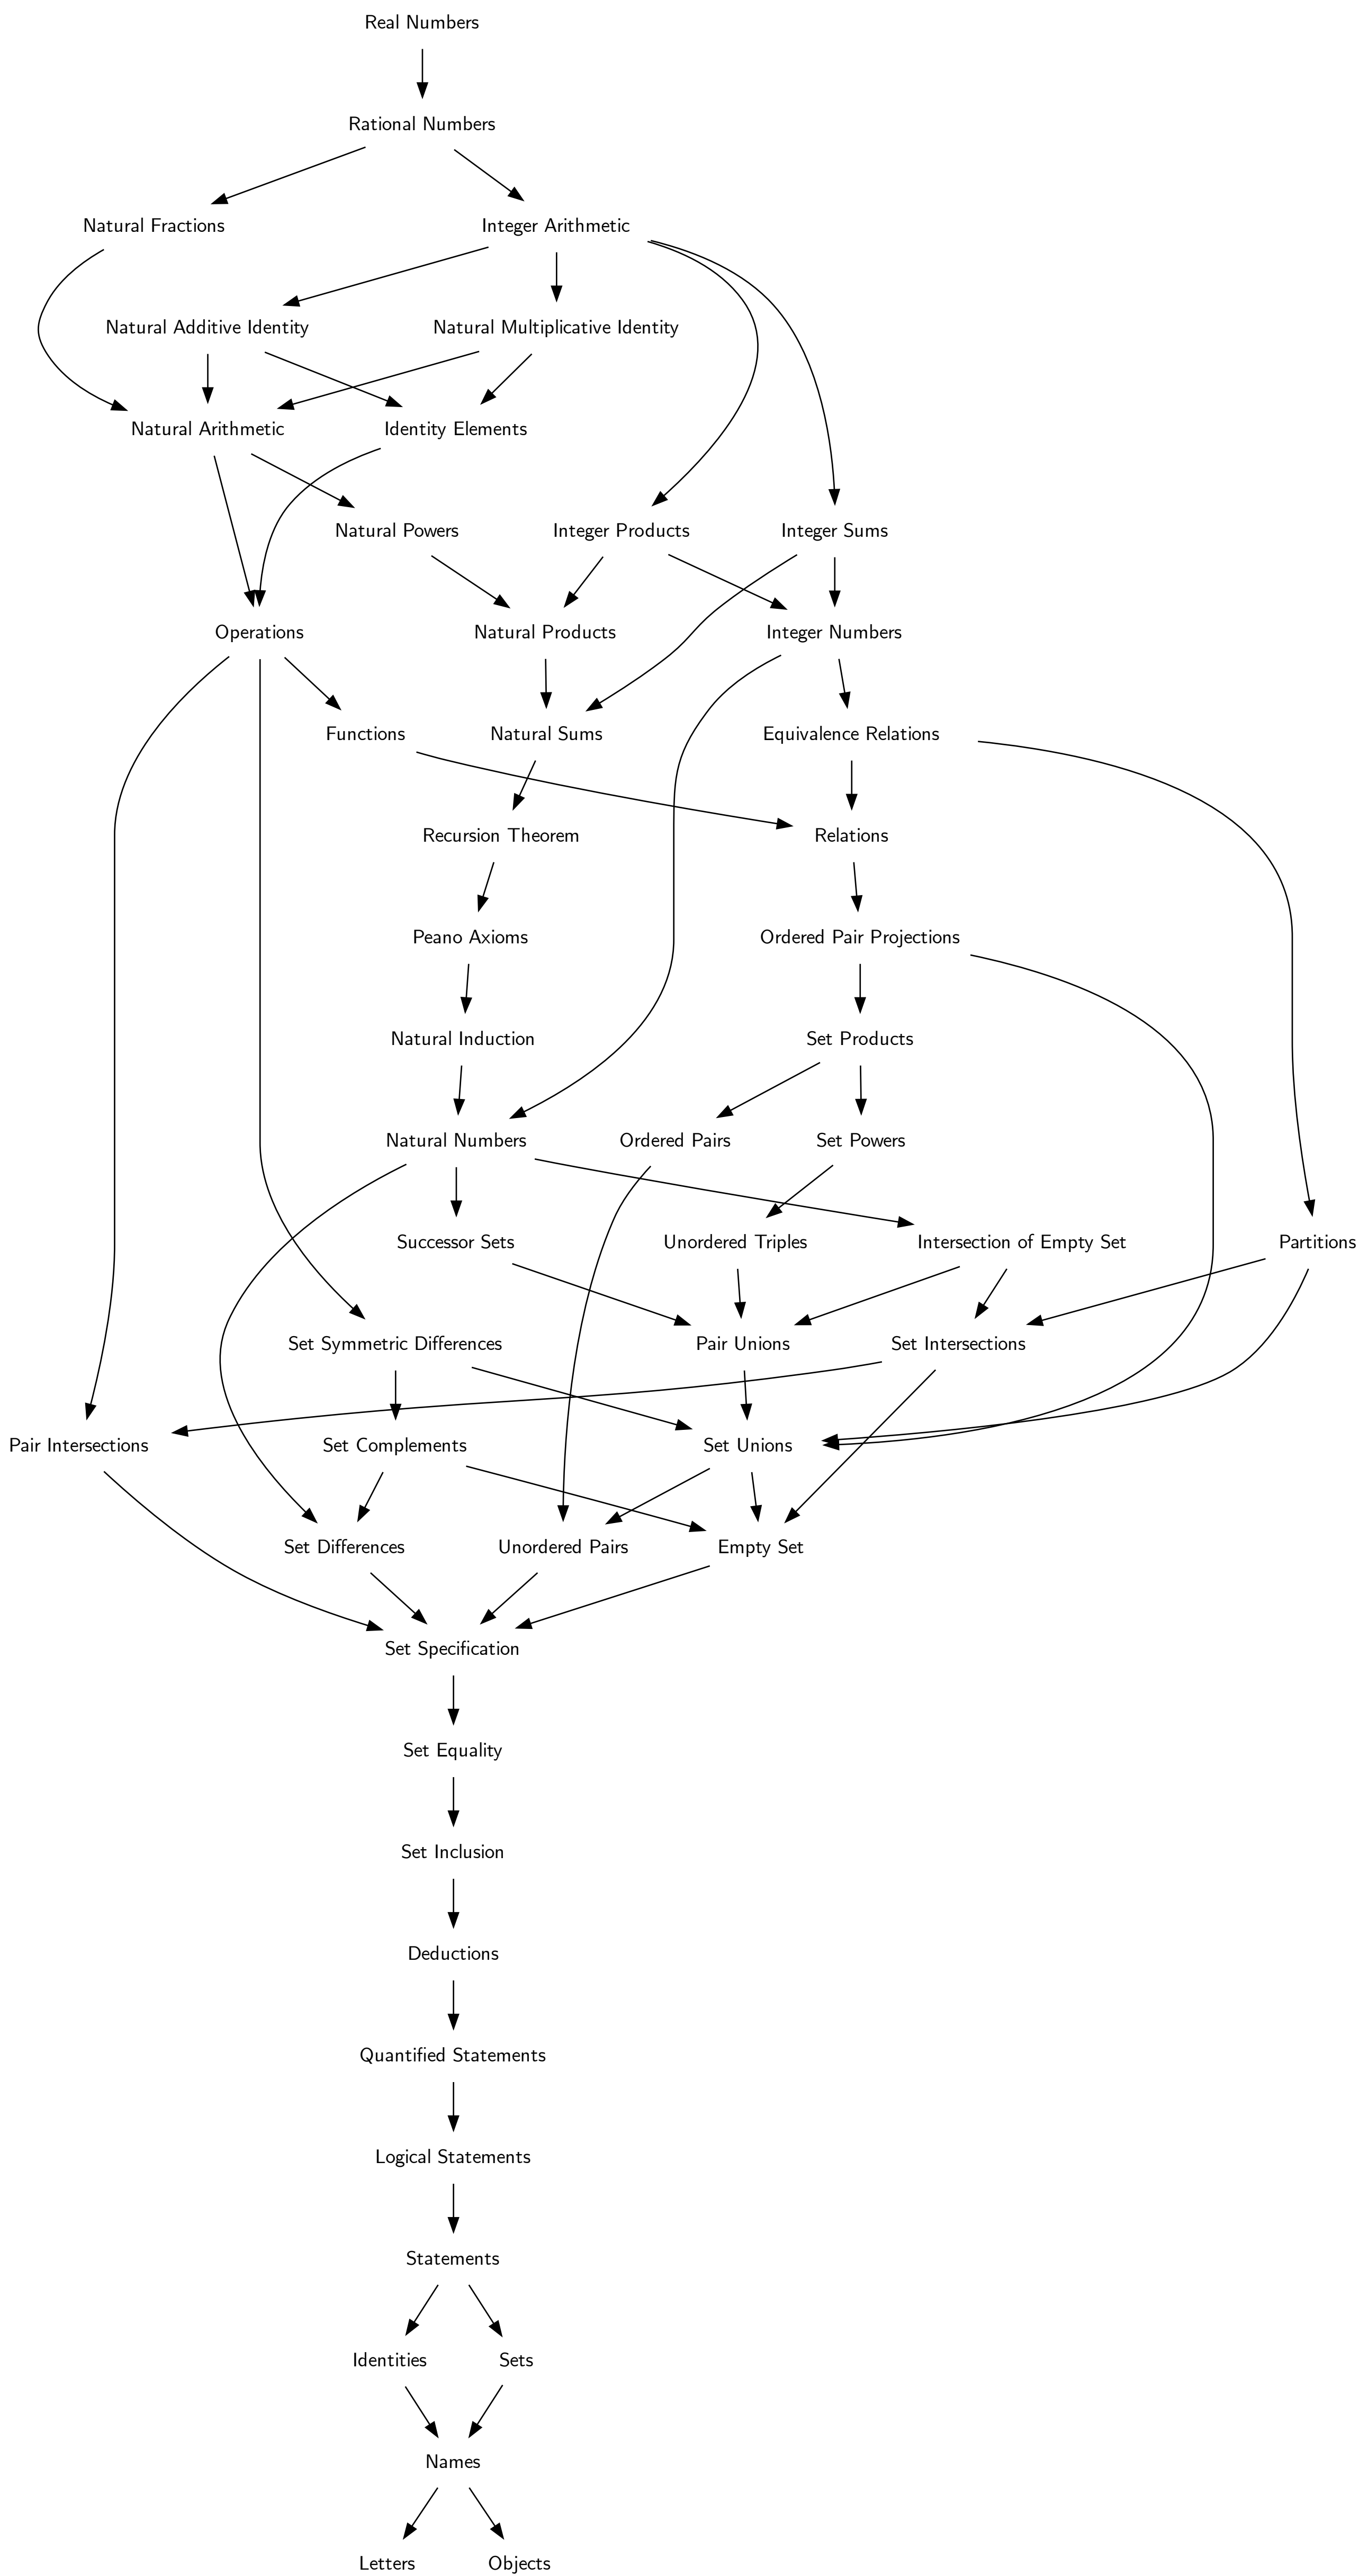 Real Numbers
Rational Numbers
Natural Fractions
Integer Arithmetic
Natural Additive Identity
Natural Multiplicative Identity
Natural Arithmetic
Identity Elements
Natural Powers
Integer Products
Integer Sums
Operations
Natural Products
Integer Numbers
Functions
Natural Sums
Equivalence Relations
Recursion Theorem
Relations
Peano Axioms
Ordered Pair Projections
Natural Induction
Set Products
Natural Numbers
Ordered Pairs
Set Powers
Successor Sets
Unordered Triples
Intersection of Empty Set
Partitions
Set Symmetric Differences
Pair Unions
Set Intersections
Pair Intersections
Set Complements
Set Unions
Set Differences
Unordered Pairs
Empty Set
Set Specification
Set Equality
Set Inclusion
Deductions
Quantified Statements
Logical Statements
Statements
Identities
Sets
Names
Letters
Objects